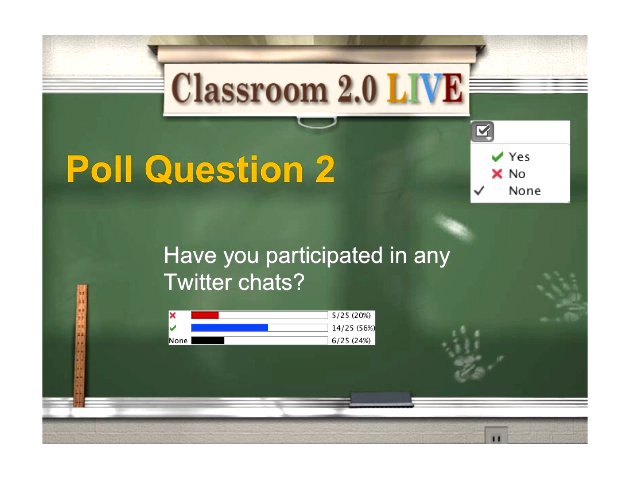 Classroom 2.0 LIVE
Yes
No
None
Poll Question 2
Have you participated in any
Twitter chats?
5/25 (20%)
14/25 (56%)
None 6/25 (24%)